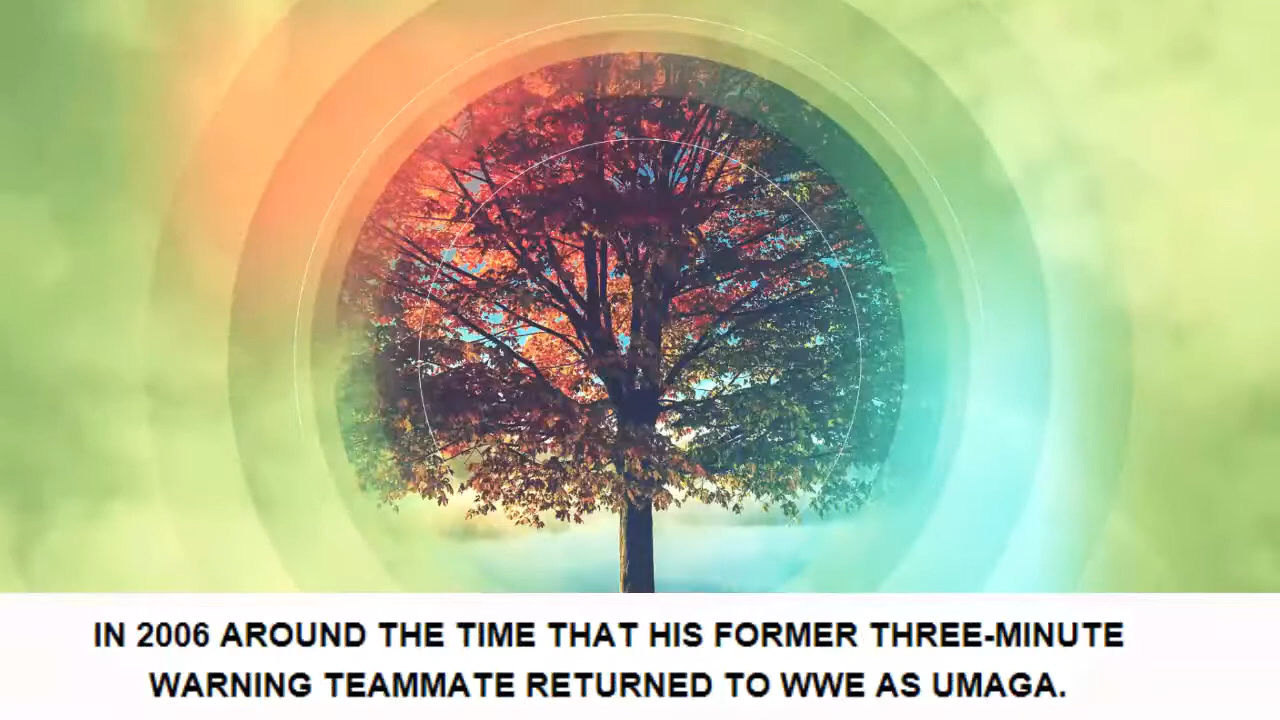 IN 2006 AROUND THE TIME THAT HIS FORMER THREE-MINUTE
WARNING TEAMMATE RETURNED TO WWE AS UMAGA.